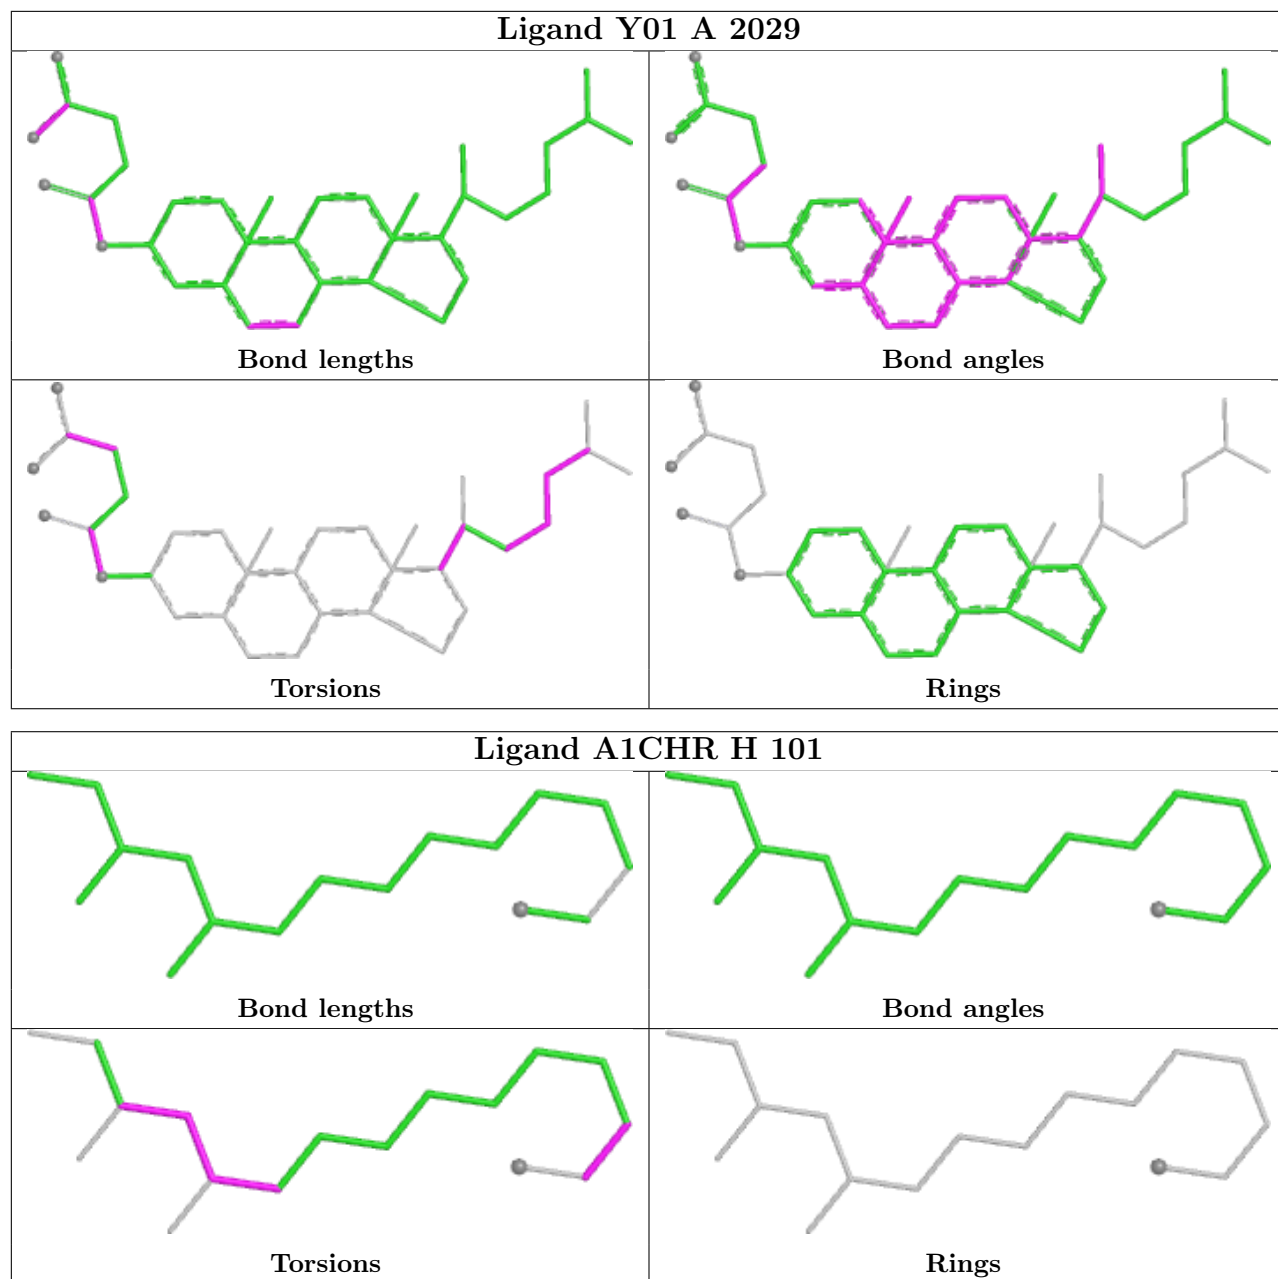 Ligand Y01 A 2029
Bond lengths
Bond angles
Torsions
Rings
Ligand A1CHR H 101
Bond lengths
Bond angles
Torsions
Rings